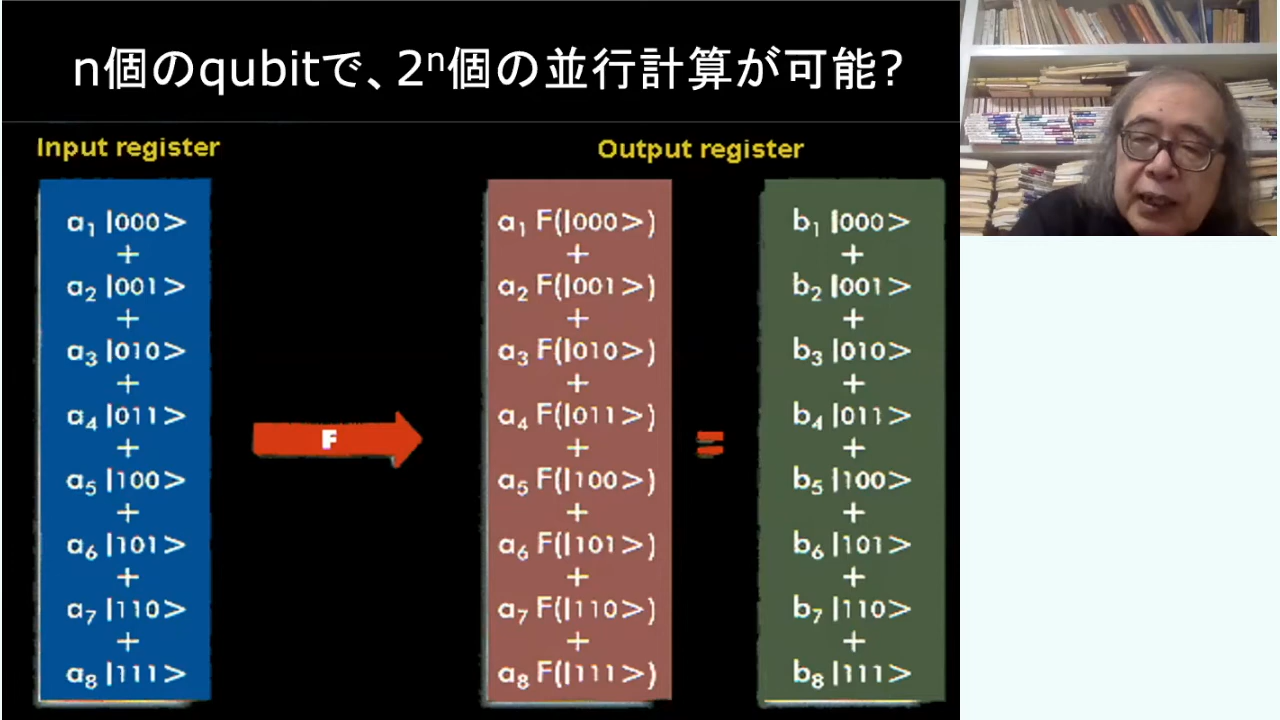 n個のqubitで、2ⁿ個の並行計算が可能?
Input register
a₁ |000>
+
a₂ |001>
+
a₃ |010>
+
a₄ |011>
+
a₅ |100>
+
a₆ |101>
+
a₇ |110>
+
a₈ |111>
F
Output register
a₁ F(|000>)
+
a₂ F(|001>)
+
a₃ F(|010>)
+
a₄ F(|011>)
+
a₅ F(|100>)
+
a₆ F(|101>)
+
a₇ F(|110>)
+
a₈ F(|111>)
=
b₁ |000>
+
b₂ |001>
+
b₃ |010>
+
b₄ |011>
+
b₅ |100>
+
b₆ |101>
+
b₇ |110>
+
b₈ |111>